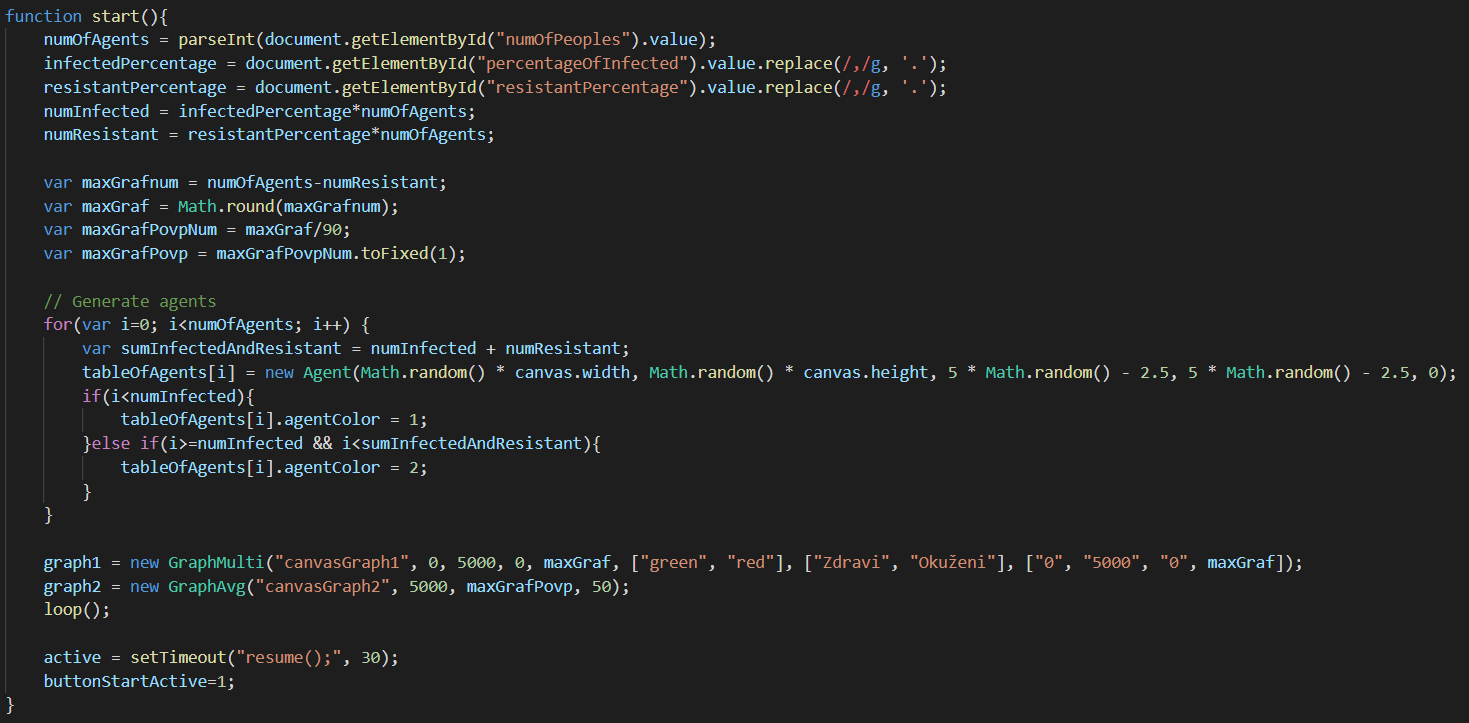 function start(){
    numOfAgents = parseInt(document.getElementById("numOfPeoples").value);
    infectedPercentage = document.getElementById("percentageOfInfected").value.replace(/,/g, '.');
    resistantPercentage = document.getElementById("resistantPercentage").value.replace(/,/g, '.');
    numInfected = infectedPercentage*numOfAgents;
    numResistant = resistantPercentage*numOfAgents;

    var maxGrafnum = numOfAgents-numResistant;
    var maxGraf = Math.round(maxGrafnum);
    var maxGrafPovpNum = maxGraf/90;
    var maxGrafPovp = maxGrafPovpNum.toFixed(1);

    // Generate agents
    for(var i=0; i<numOfAgents; i++) {
        var sumInfectedAndResistant = numInfected + numResistant;
        tableOfAgents[i] = new Agent(Math.random() * canvas.width, Math.random() * canvas.height, 5 * Math.random() - 2.5, 5 * Math.random() - 2.5, 0);
        if(i<numInfected){
            tableOfAgents[i].agentColor = 1;
        }else if(i>=numInfected && i<sumInfectedAndResistant){
            tableOfAgents[i].agentColor = 2;
        }
    }

    graph1 = new GraphMulti("canvasGraph1", 0, 5000, 0, maxGraf, ["green", "red"], ["Zdravi", "Okuženi"], ["0", "5000", "0", maxGraf]);
    graph2 = new GraphAvg("canvasGraph2", 5000, maxGrafPovp, 50);
    loop();

    active = setTimeout("resume();", 30);
    buttonStartActive=1;
}